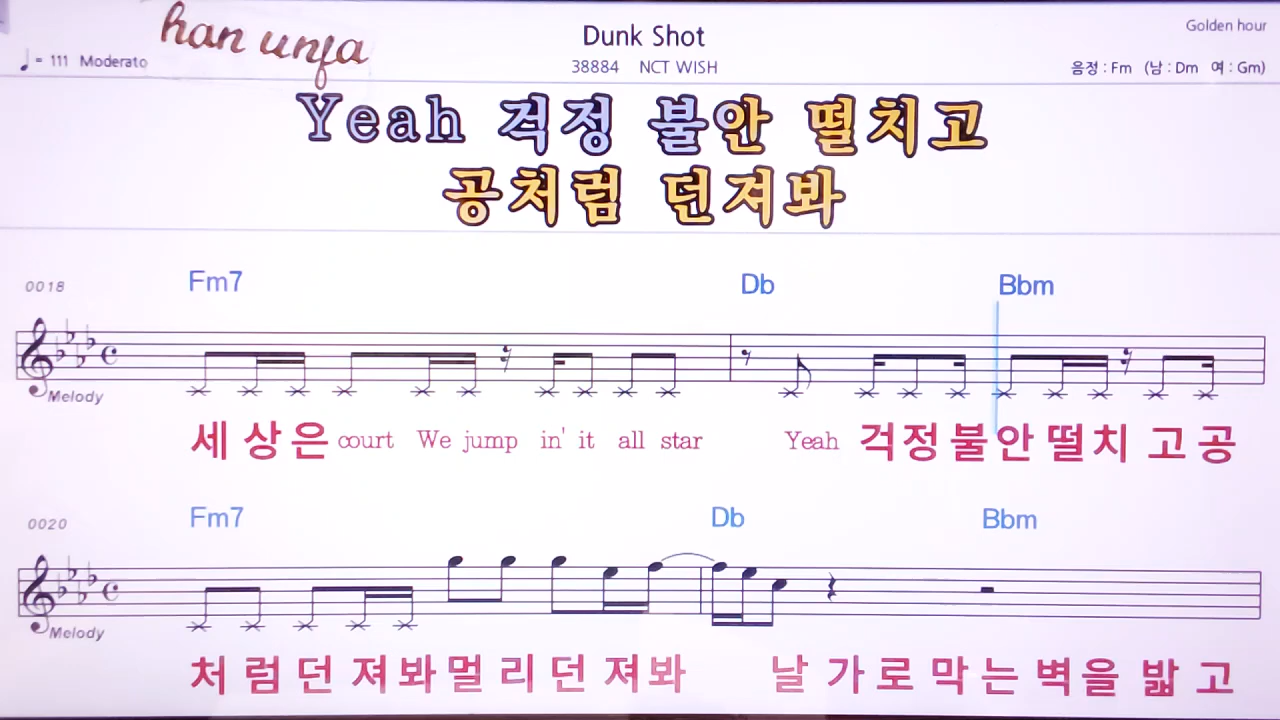 han unfa
Dunk Shot
Golden hour
♩ = 111 Moderato
38884 NCT WISH
음정 : Fm (남 : Dm 여 : Gm)
Yeah 걱정 불안 떨치고
공처럼 던져봐
0018
Fm7 Db Bbm
Melody
세 상 은 court We jump in' it all star Yeah 걱 정 불 안 떨 치 고 공
0020
Fm7 Db Bbm
Melody
처 럼 던 져 봐 멀 리 던 져 봐 날 가 로 막 는 벽 을 밟 고